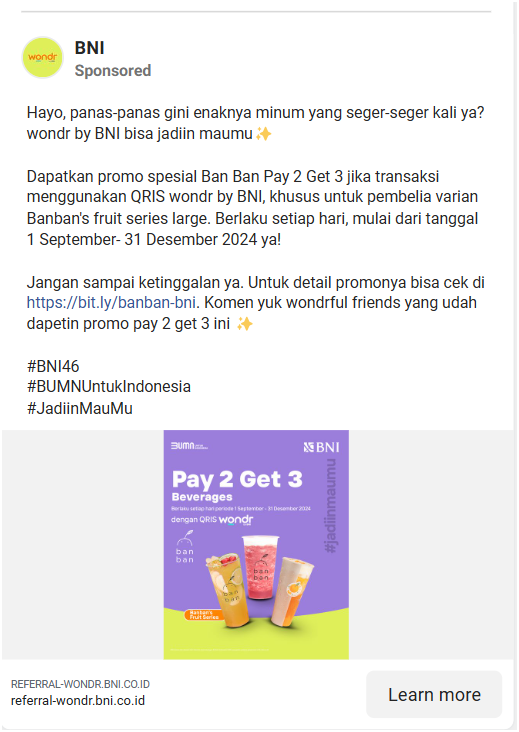 wondr
BNI
Sponsored
Hayo, panas-panas gini enaknya minum yang seger-seger kali ya?
wondr by BNI bisa jadiin maumu✨
Dapatkan promo spesial Ban Ban Pay 2 Get 3 jika transaksi
menggunakan QRIS wondr by BNI, khusus untuk pembelia varian
Banban's fruit series large. Berlaku setiap hari, mulai dari tanggal
1 September- 31 Desember 2024 ya!
Jangan sampai ketinggalan ya. Untuk detail promonya bisa cek di
https://bit.ly/banban-bni. Komen yuk wondrful friends yang udah
dapetin promo pay 2 get 3 ini ✨
#BNI46
#BUMNUntukIndonesia
#JadiinMauMu
BUMN
BNI
Pay 2 Get 3
Beverages
Berlaku setiap hari periode 1 September - 31 Desember 2024
dengan QRIS wondr
#jadiinmaumu
ban
ban
ban
ban
ban
ban
Banban's
Fruit Series
REFERRAL-WONDR.BNI.CO.ID
referral-wondr.bni.co.id
Learn more